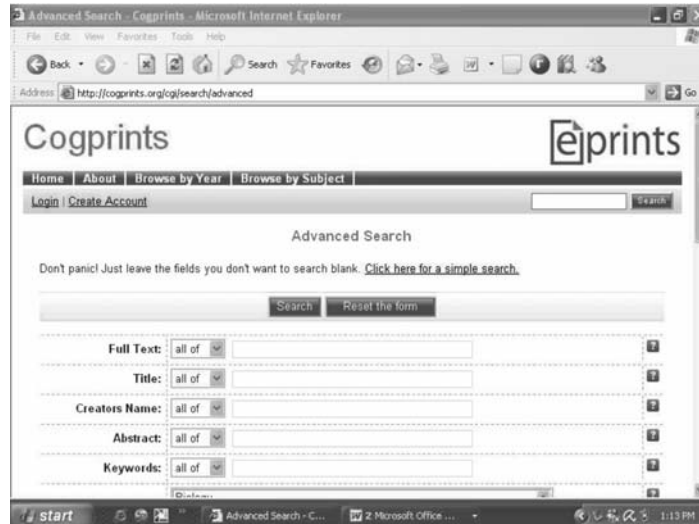 Advanced Search - Cogprints - Microsoft Internet Explorer
File Edit View Favorites Tools Help
Back Search Favorites
Address http://cogprints.org/cgi/search/advanced Go
Cogprints eprints
Home About Browse by Year Browse by Subject
Login | Create Account Search
Advanced Search
Don't panic! Just leave the fields you don't want to search blank. Click here for a simple search.
Search Reset the form
Full Text: all of ?
Title: all of ?
Creators Name: all of ?
Abstract: all of ?
Keywords: all of ?
Biology ?
start Advanced Search - C... 2 Microsoft Office ... 1:13 PM